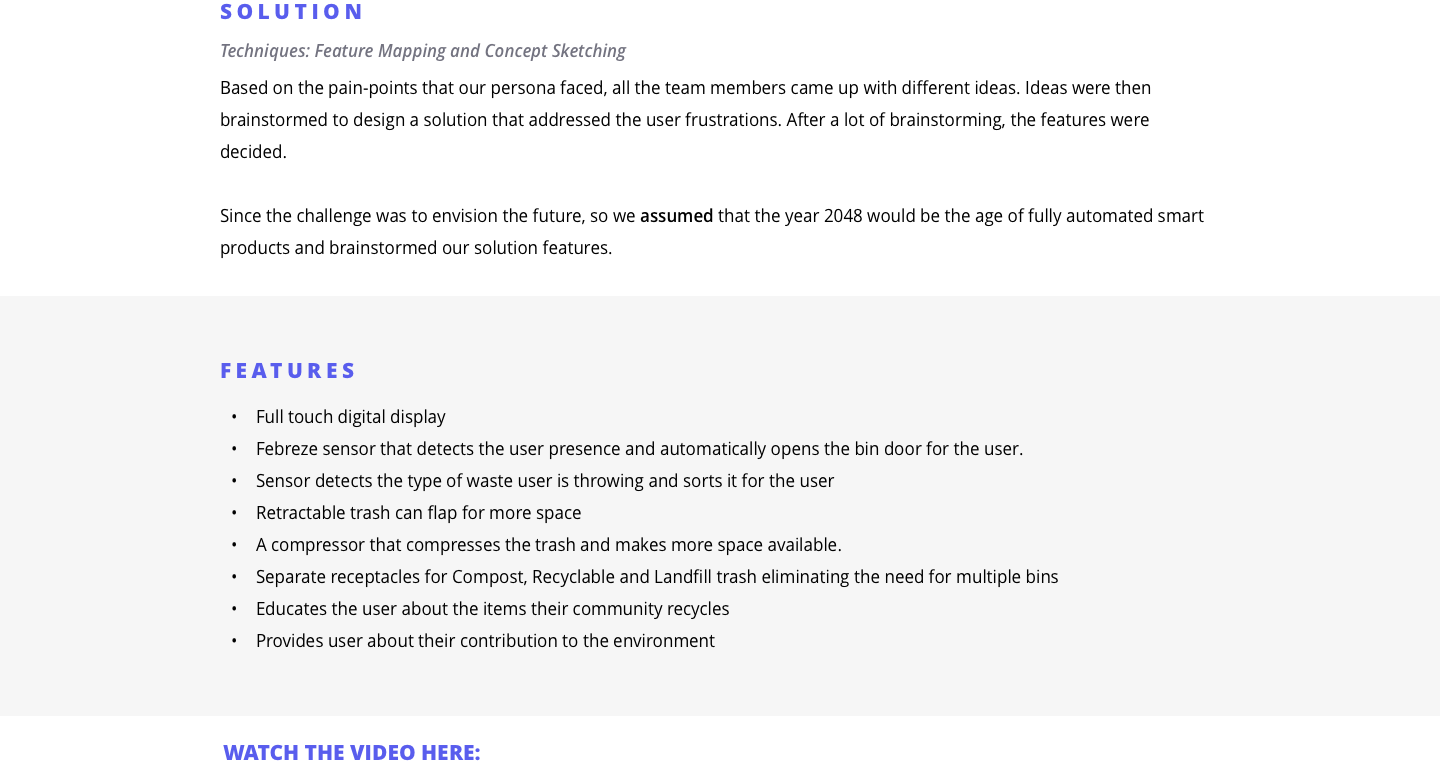 SOLUTION
Techniques: Feature Mapping and Concept Sketching
Based on the pain-points that our persona faced, all the team members came up with different ideas. Ideas were then
brainstormed to design a solution that addressed the user frustrations. After a lot of brainstorming, the features were
decided.
Since the challenge was to envision the future, so we assumed that the year 2048 would be the age of fully automated smart
products and brainstormed our solution features.
FEATURES
• Full touch digital display
• Febreze sensor that detects the user presence and automatically opens the bin door for the user.
• Sensor detects the type of waste user is throwing and sorts it for the user
• Retractable trash can flap for more space
• A compressor that compresses the trash and makes more space available.
• Separate receptacles for Compost, Recyclable and Landfill trash eliminating the need for multiple bins
• Educates the user about the items their community recycles
• Provides user about their contribution to the environment
WATCH THE VIDEO HERE: